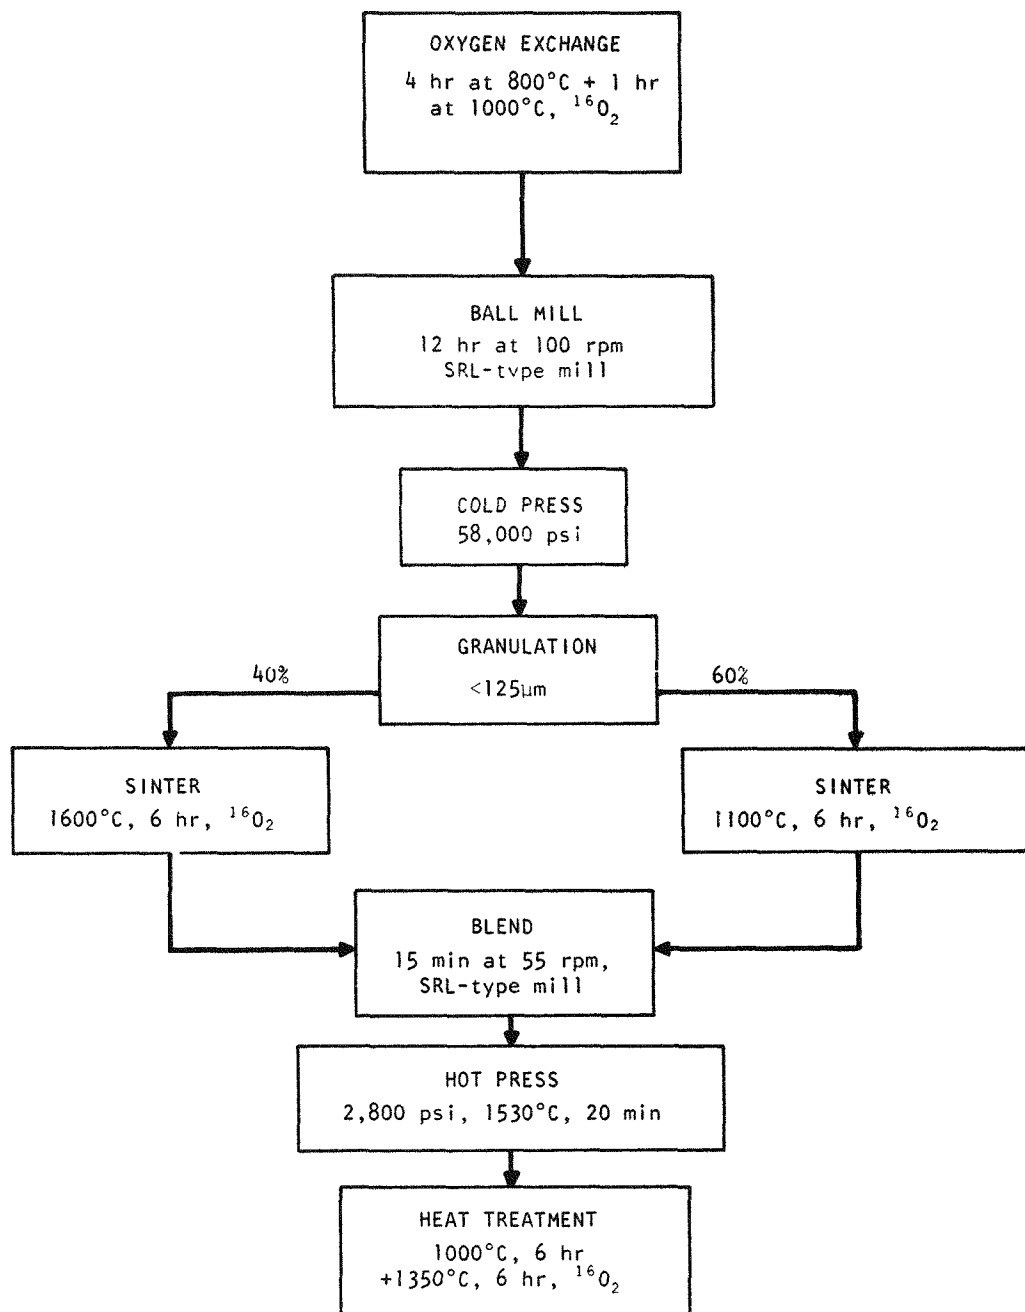 OXYGEN EXCHANGE
4 hr at 800°C + 1 hr
at 1000°C, ¹⁶O₂
BALL MILL
12 hr at 100 rpm
SRL-type mill
COLD PRESS
58,000 psi
GRANULATION
<125µm
40%
60%
SINTER
1600°C, 6 hr, ¹⁶O₂
SINTER
1100°C, 6 hr, ¹⁶O₂
BLEND
15 min at 55 rpm,
SRL-type mill
HOT PRESS
2,800 psi, 1530°C, 20 min
HEAT TREATMENT
1000°C, 6 hr
+1350°C, 6 hr, ¹⁶O₂